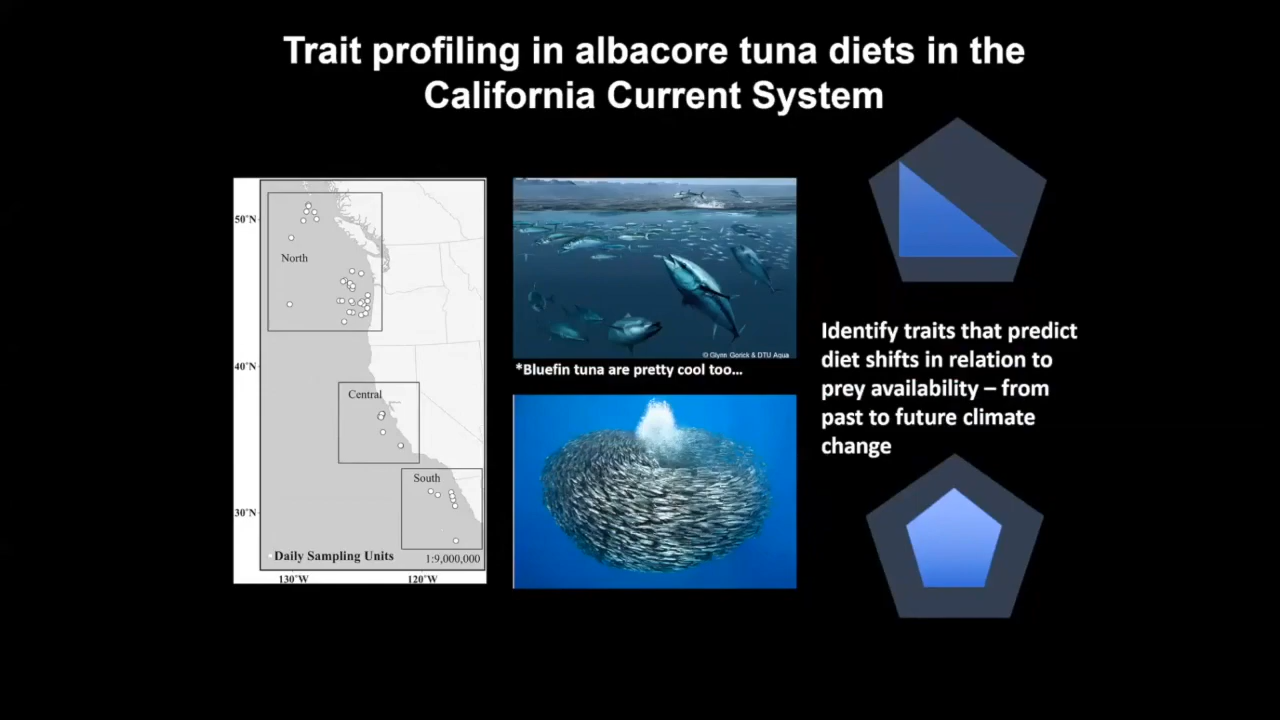 Trait profiling in albacore tuna diets in the
California Current System
50°N
North
40°N
Central
South
30°N
Daily Sampling Units
1:9,000,000
130°W
120°W
© Glynn Gorick & DTU Aqua
*Bluefin tuna are pretty cool too...
Identify traits that predict
diet shifts in relation to
prey availability – from
past to future climate
change